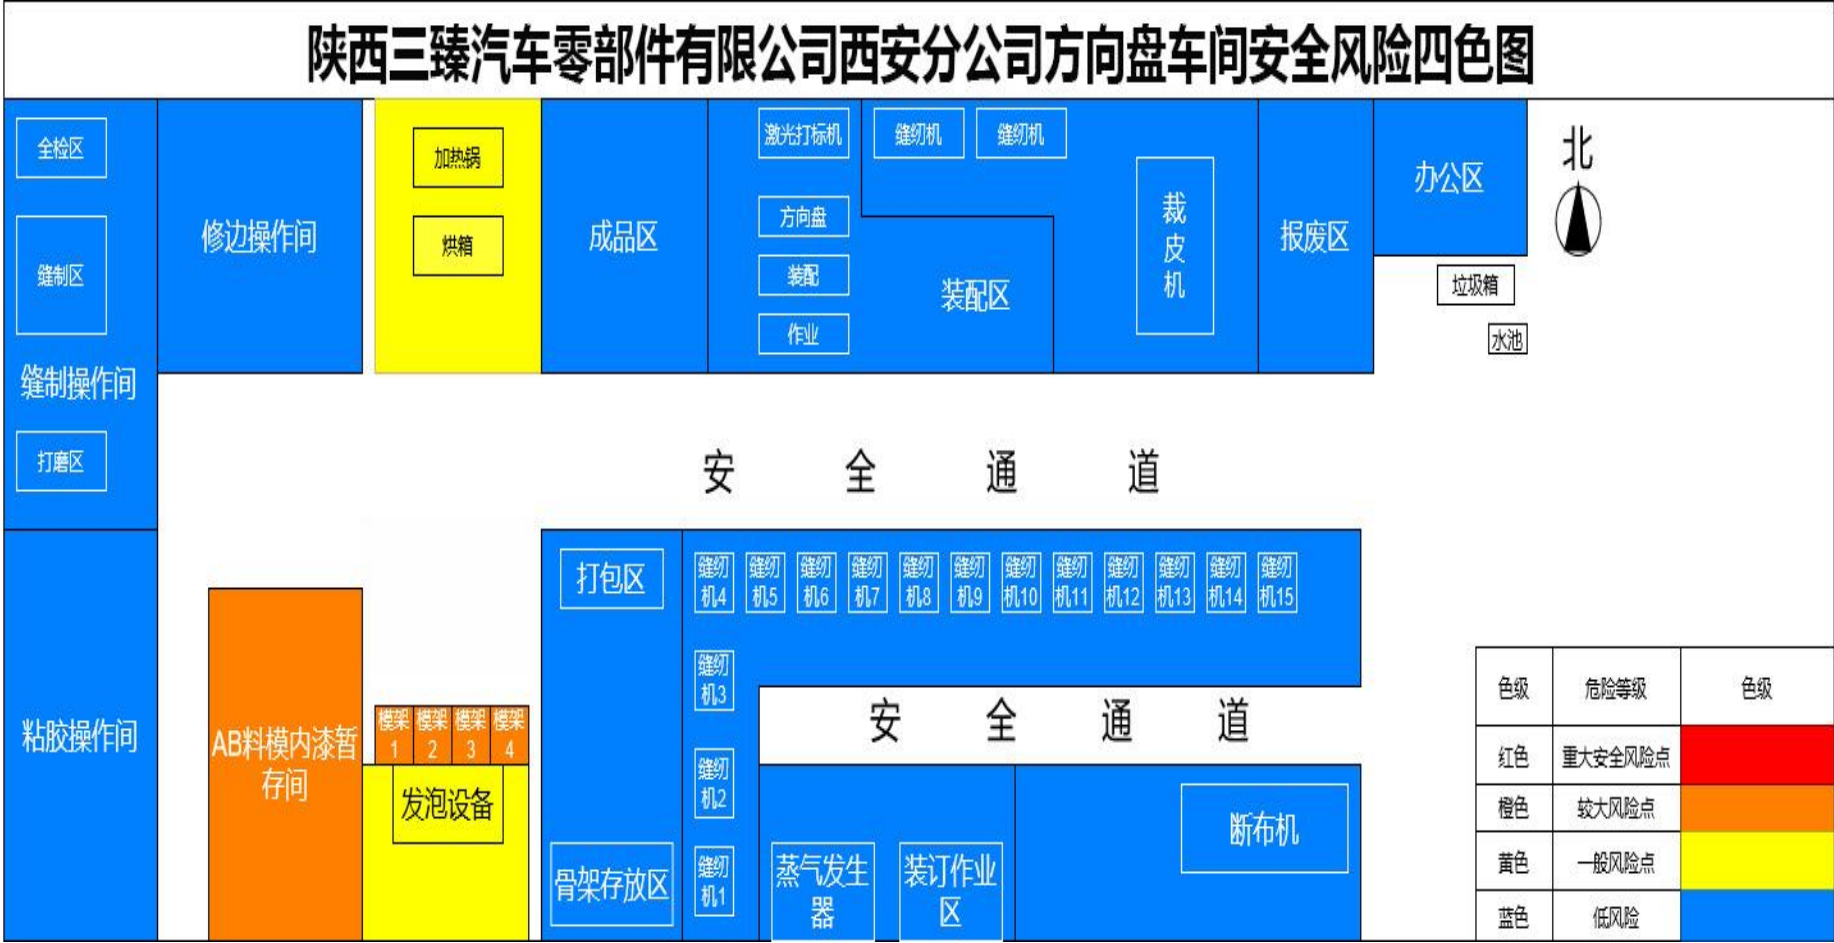 陕西三臻汽车零部件有限公司西安分公司方向盘车间安全风险四色图
全检区
缝制区
缝制操作间
打磨区
粘胶操作间
修边操作间
加热锅
烘箱
成品区
激光打标机
方向盘
装配
作业
装配区
缝纫机
缝纫机
裁
皮
机
报废区
办公区
北
垃圾箱
水池
安 全 通 道
AB料模内漆暂
存间
模架
1
模架
2
模架
3
模架
4
发泡设备
打包区
骨架存放区
缝纫
机4
缝纫
机5
缝纫
机6
缝纫
机7
缝纫
机8
缝纫
机9
缝纫
机10
缝纫
机11
缝纫
机12
缝纫
机13
缝纫
机14
缝纫
机15
缝纫
机3
缝纫
机2
缝纫
机1
安 全 通 道
蒸气发生
器
装订作业
区
断布机
色级 危险等级 色级
红色 重大安全风险点
橙色 较大风险点
黄色 一般风险点
蓝色 低风险